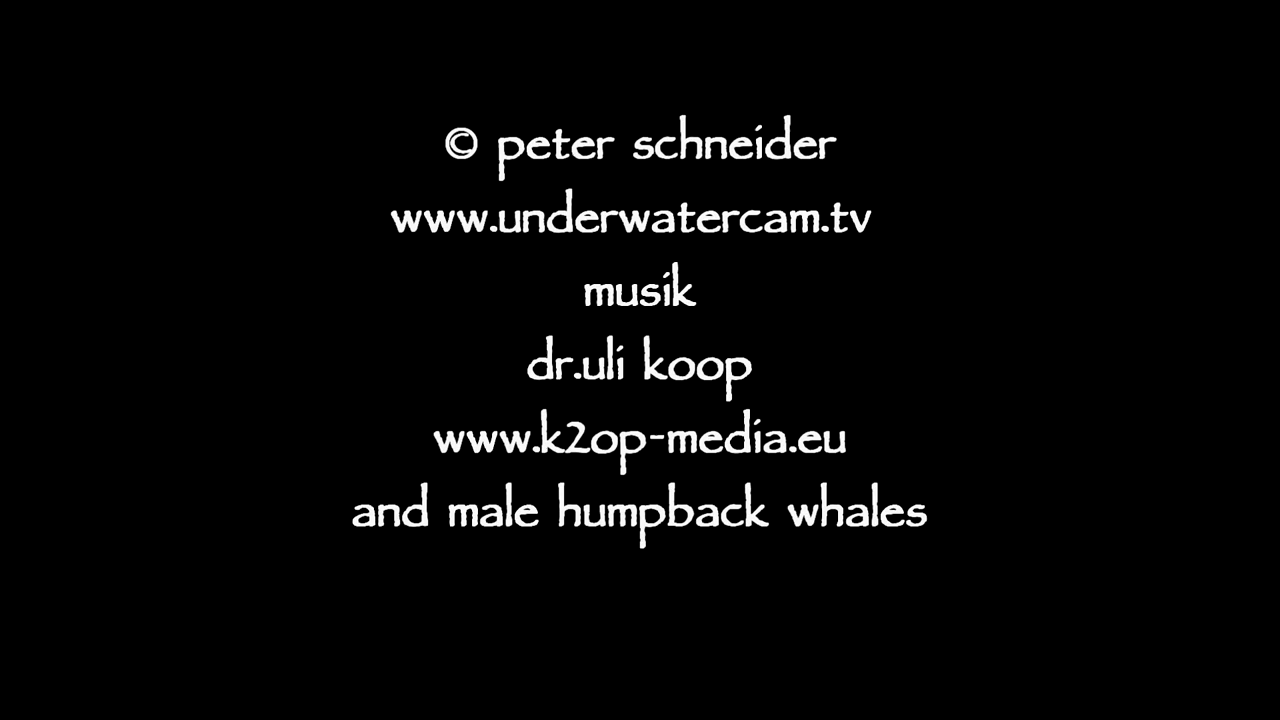 © peter schneider
www.underwatercam.tv
musik
dr.uli koop
www.k2op-media.eu
and male humpback whales